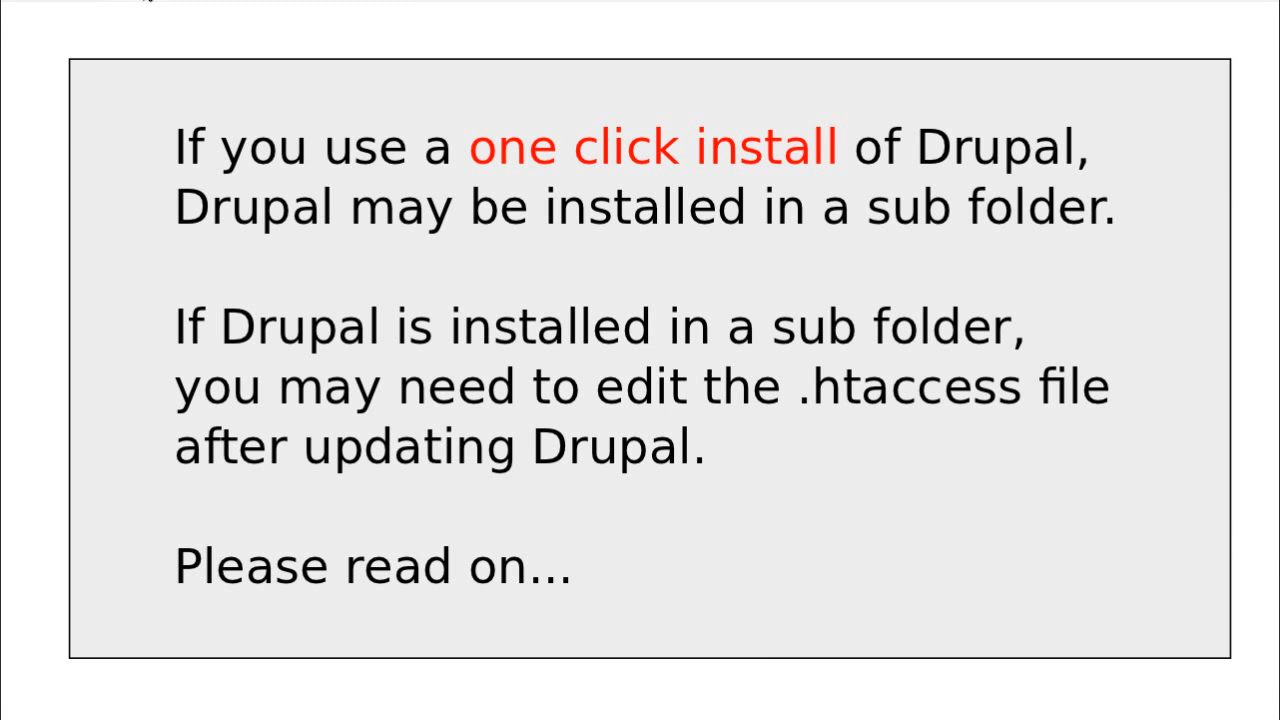 If you use a one click install of Drupal,
Drupal may be installed in a sub folder.
If Drupal is installed in a sub folder,
you may need to edit the .htaccess file
after updating Drupal.
Please read on...